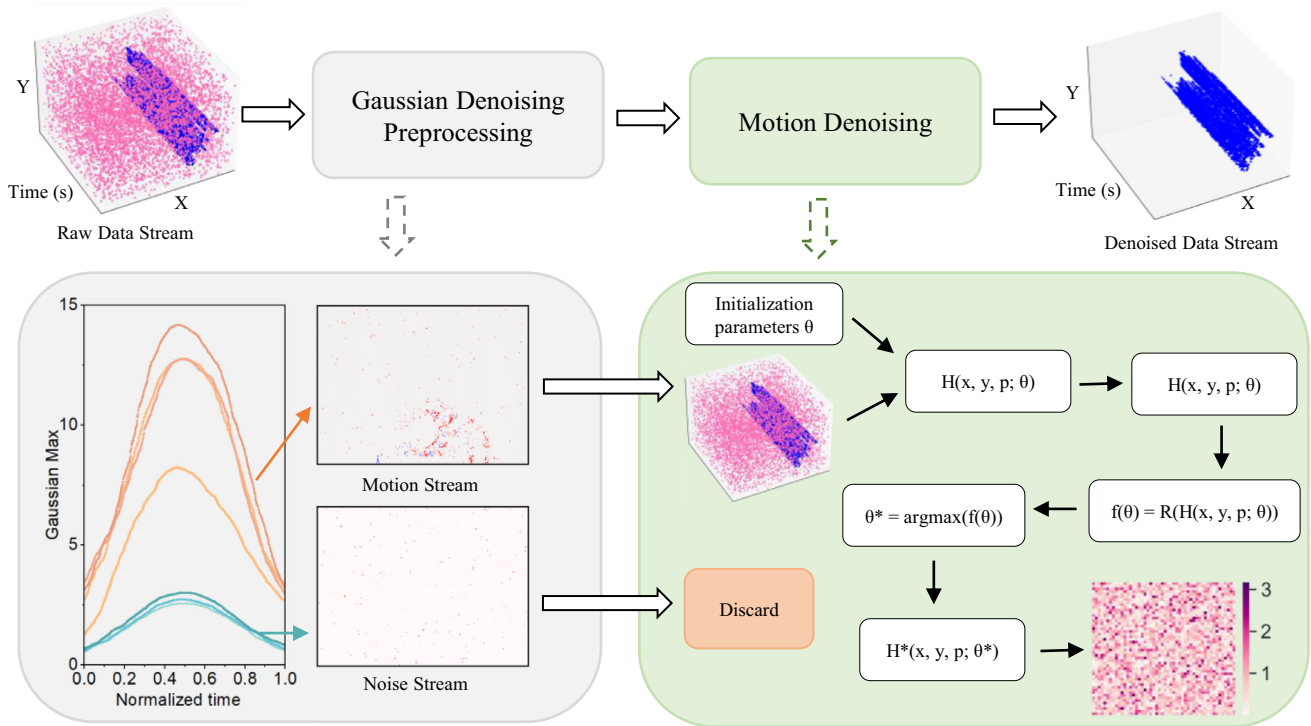 Y
Time (s)
X
Raw Data Stream
Gaussian Denoising
Preprocessing
Motion Denoising
Y
Time (s)
X
Denoised Data Stream
15
10
5
0
Gaussian Max
0.0 0.2 0.4 0.6 0.8 1.0
Normalized time
Motion Stream
Noise Stream
Initialization
parameters θ
H(x, y, p; θ)
H(x, y, p; θ)
θ* = argmax(f(θ))
f(θ) = R(H(x, y, p; θ))
Discard
H*(x, y, p; θ*)
3
2
1